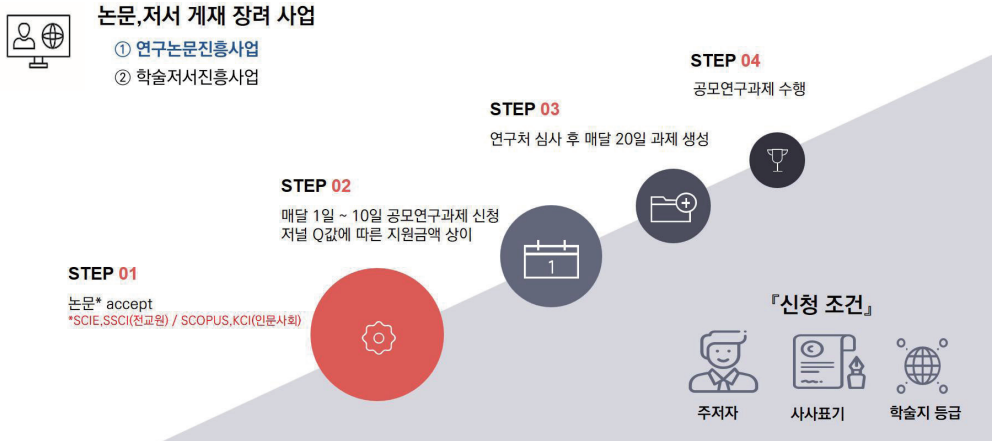 논문,저서 게재 장려 사업
① 연구논문진흥사업
② 학술저서진흥사업
STEP 04
공모연구과제 수행
STEP 03
연구처 심사 후 매달 20일 과제 생성
STEP 02
매달 1일 ~ 10일 공모연구과제 신청
저널 Q값에 따른 지원금액 상이
1
STEP 01
논문* accept
*SCIE,SSCI(전교원) / SCOPUS,KCI(인문사회)
『신청 조건』
주저자 사사표기 학술지 등급